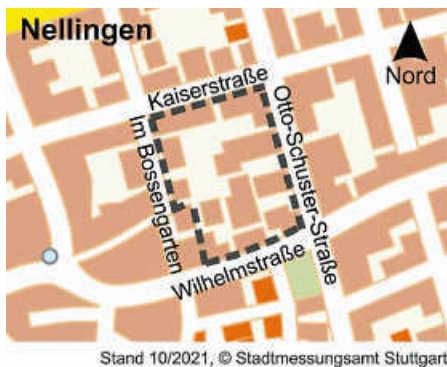 Nellingen
Nord
Kaiserstraße
Im Bossengarten
Otto-Schuster-Straße
Wilhelmstraße
Stand 10/2021, © Stadtmessungsamt Stuttgart